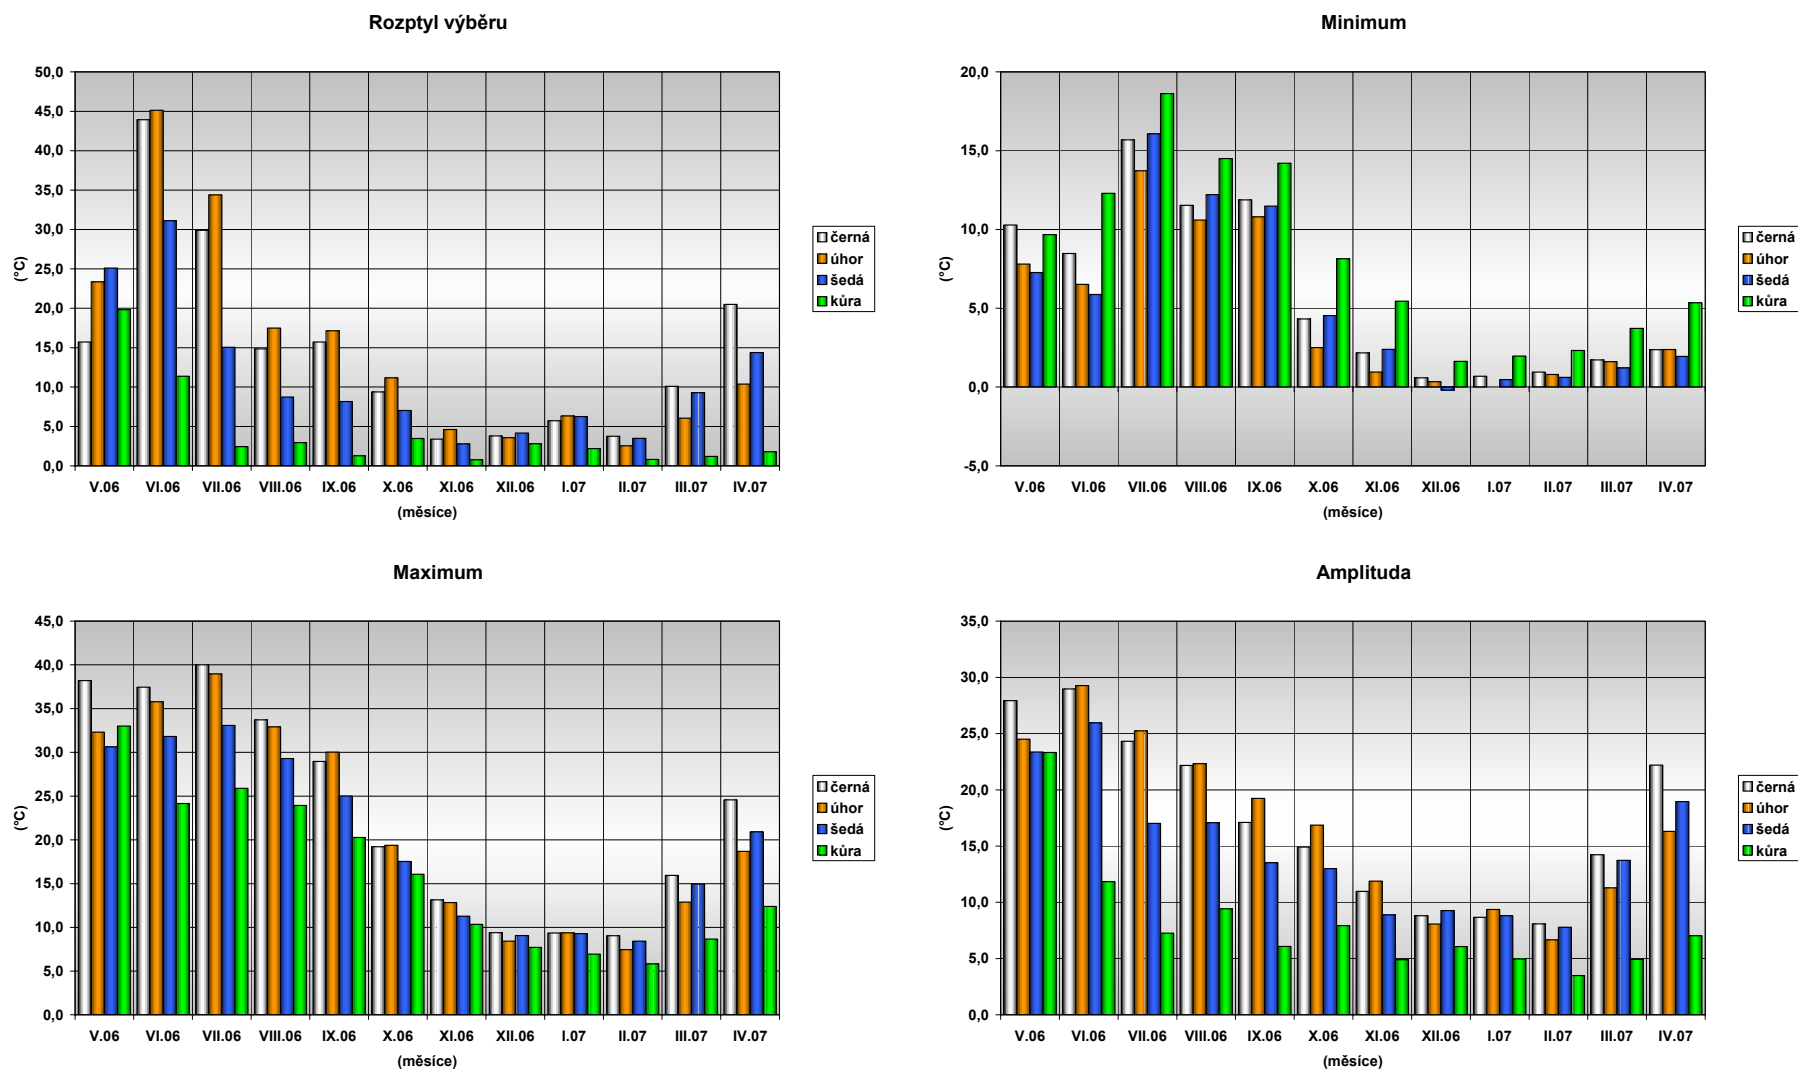 Rozptyl výběru
50,0
45,0
40,0
35,0
30,0
25,0
20,0
15,0
10,0
5,0
0,0
(°C)
V.06 VI.06 VII.06 VIII.06 IX.06 X.06 XI.06 XII.06 I.07 II.07 III.07 IV.07
(měsíce)
černá
úhor
šedá
kůra
Minimum
20,0
15,0
10,0
5,0
0,0
-5,0
(°C)
V.06 VI.06 VII.06 VIII.06 IX.06 X.06 XI.06 XII.06 I.07 II.07 III.07 IV.07
(měsíce)
černá
úhor
šedá
kůra
Maximum
45,0
40,0
35,0
30,0
25,0
20,0
15,0
10,0
5,0
0,0
(°C)
V.06 VI.06 VII.06 VIII.06 IX.06 X.06 XI.06 XII.06 I.07 II.07 III.07 IV.07
(měsíce)
černá
úhor
šedá
kůra
Amplituda
35,0
30,0
25,0
20,0
15,0
10,0
5,0
0,0
(°C)
V.06 VI.06 VII.06 VIII.06 IX.06 X.06 XI.06 XII.06 I.07 II.07 III.07 IV.07
(měsíce)
černá
úhor
šedá
kůra